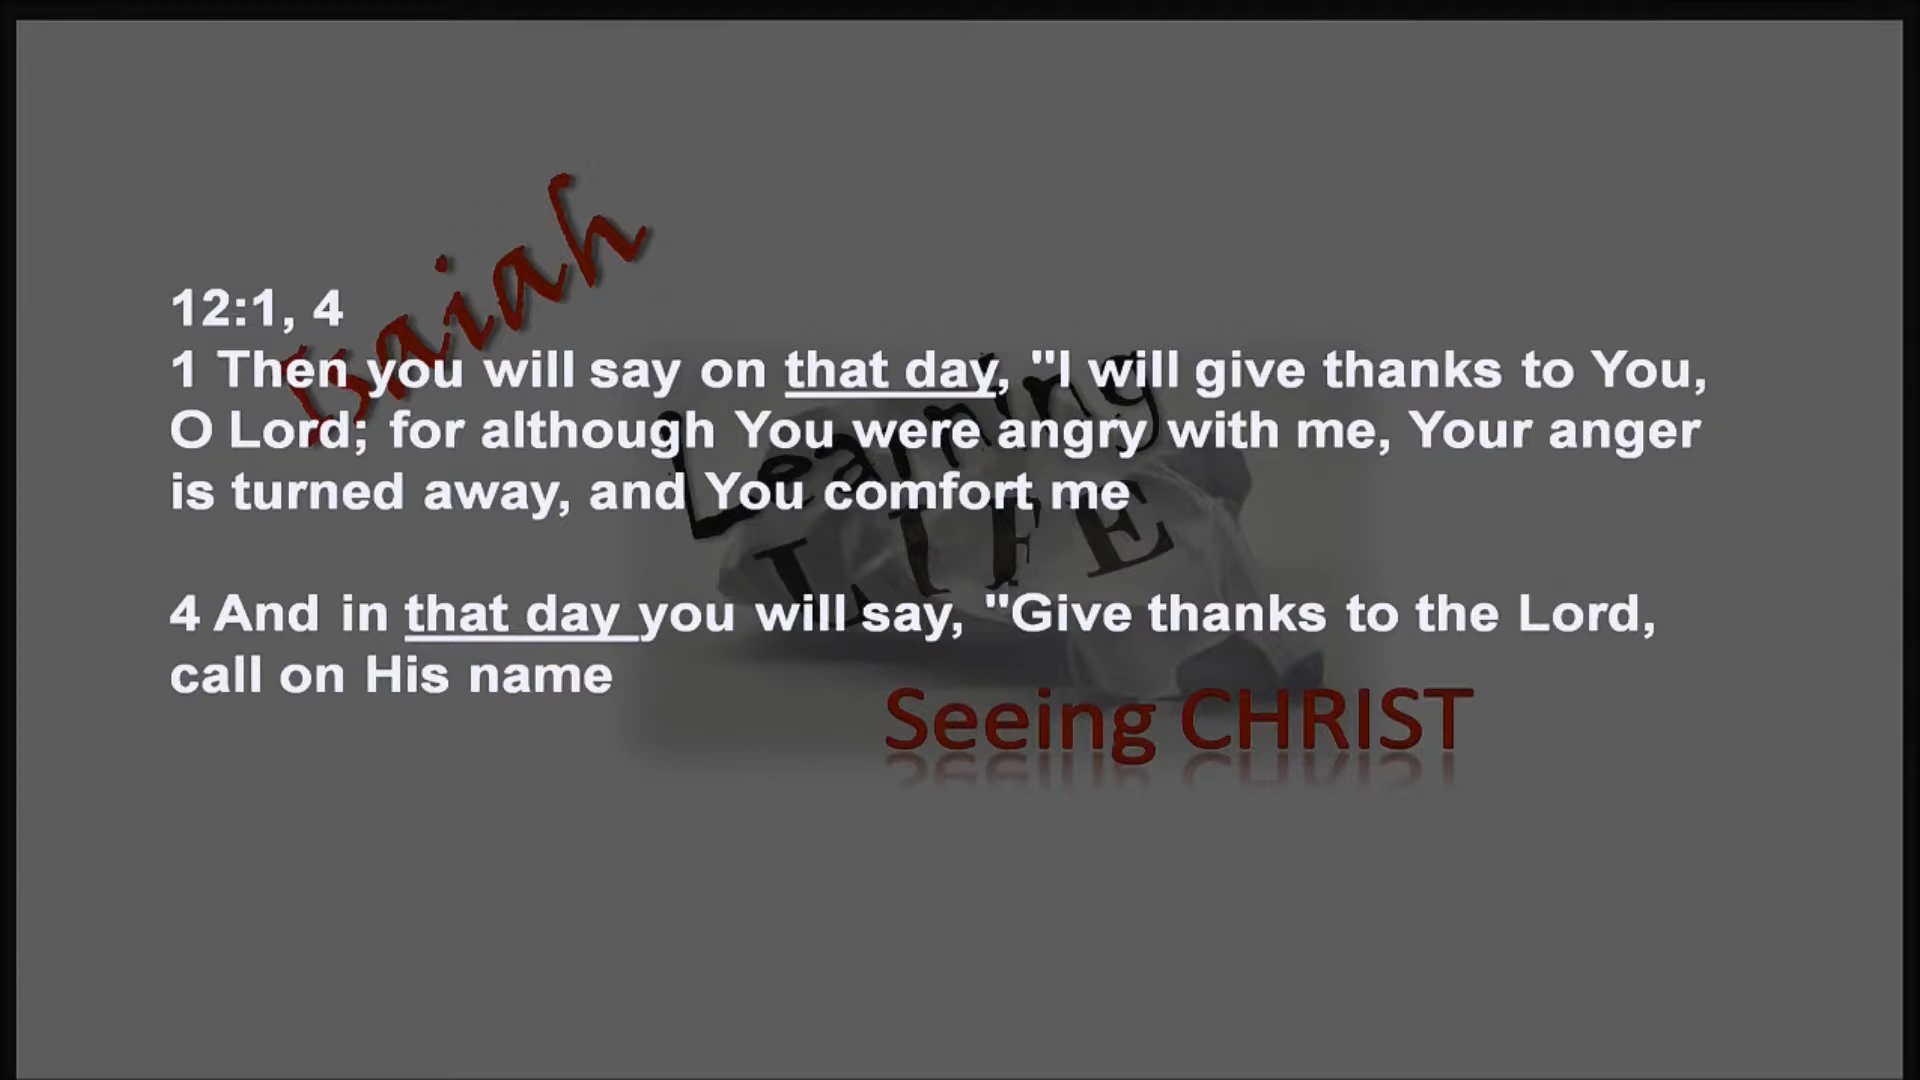 Isaiah
12:1, 4
1 Then you will say on that day, "I will give thanks to You,
O Lord; for although You were angry with me, Your anger
is turned away, and You comfort me
Learning
LIFE
4 And in that day you will say, "Give thanks to the Lord,
call on His name
Seeing CHRIST